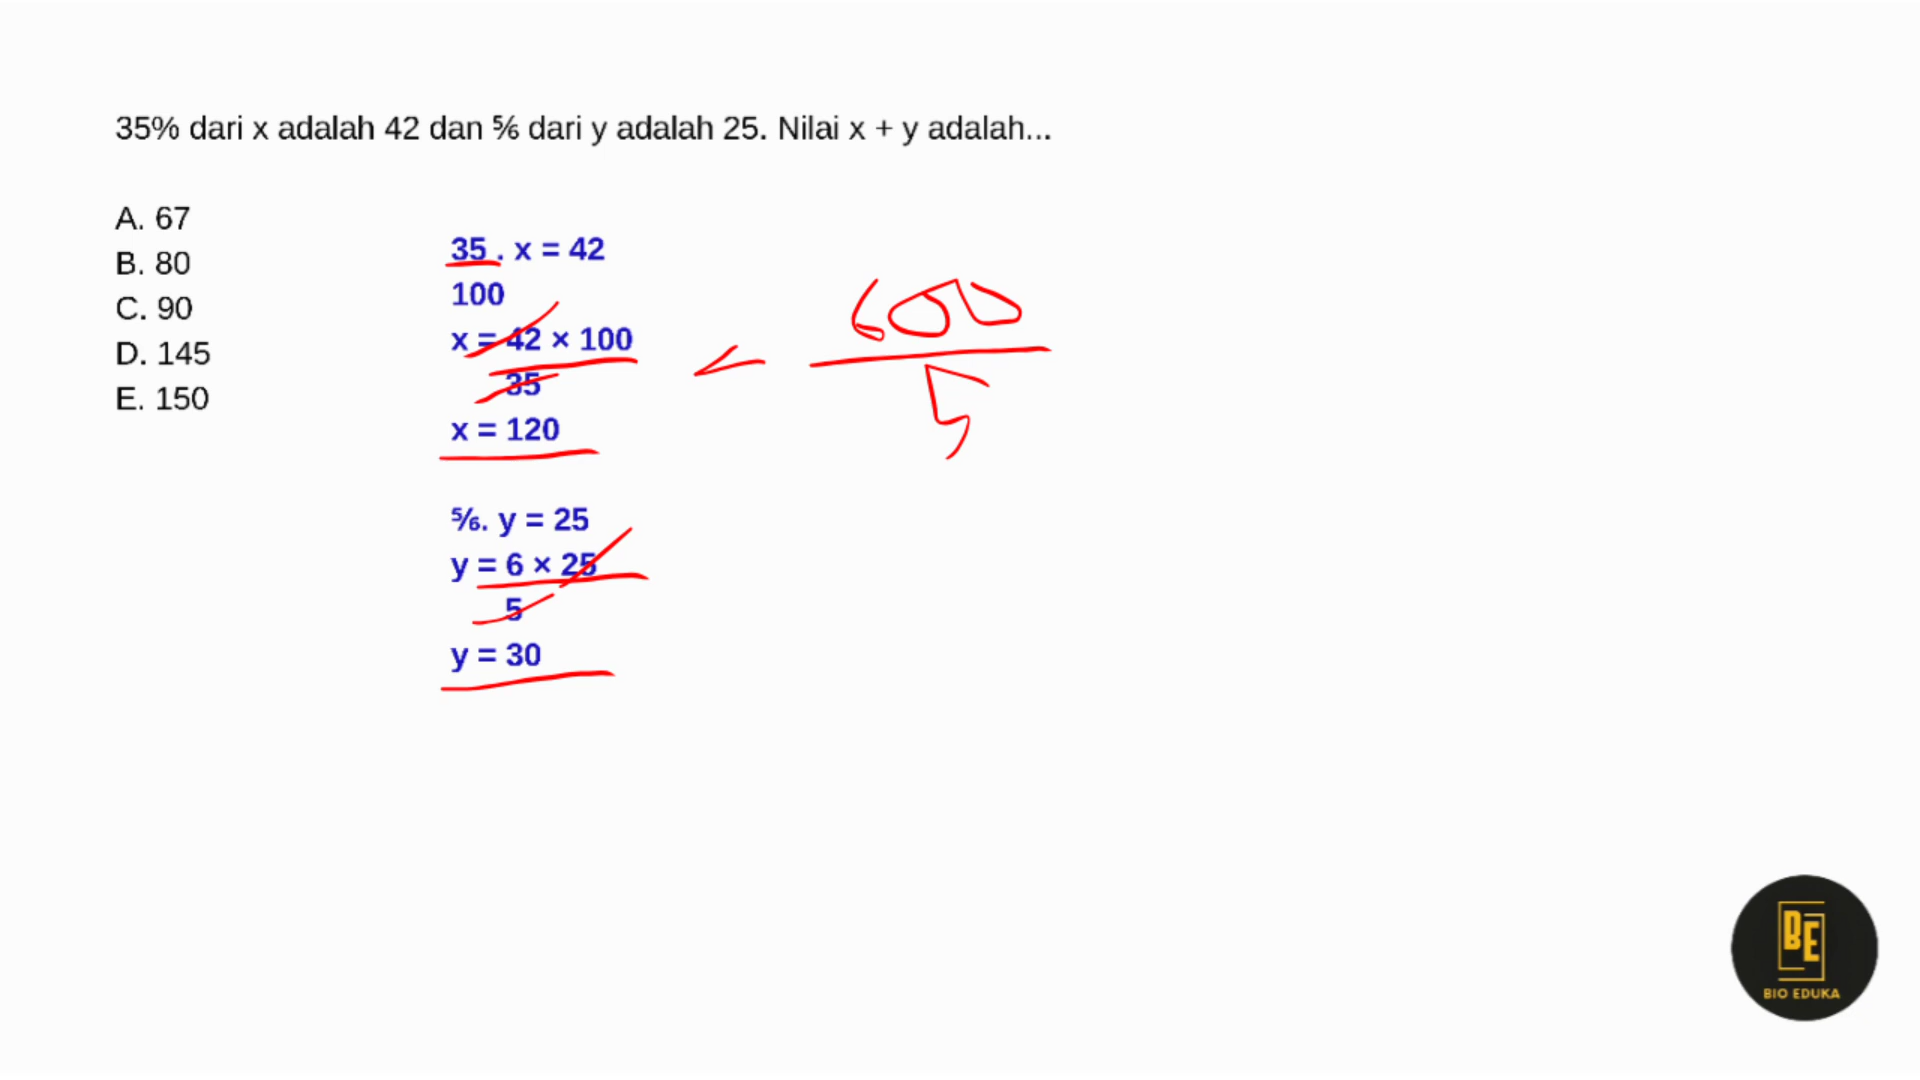 35% dari x adalah 42 dan ⅚ dari y adalah 25. Nilai x + y adalah...
A. 67
B. 80
C. 90
D. 145
E. 150
35 . x = 42
100
x = 42 × 100
35
x = 120
600
5
⅚. y = 25
y = 6 × 25
5
y = 30
BE
BIO EDUKA